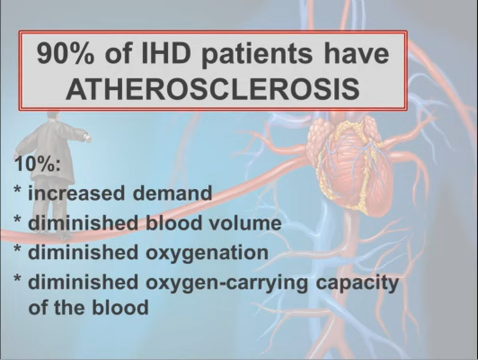 90% of IHD patients have
ATHEROSCLEROSIS
10%:
* increased demand
* diminished blood volume
* diminished oxygenation
* diminished oxygen-carrying capacity
of the blood